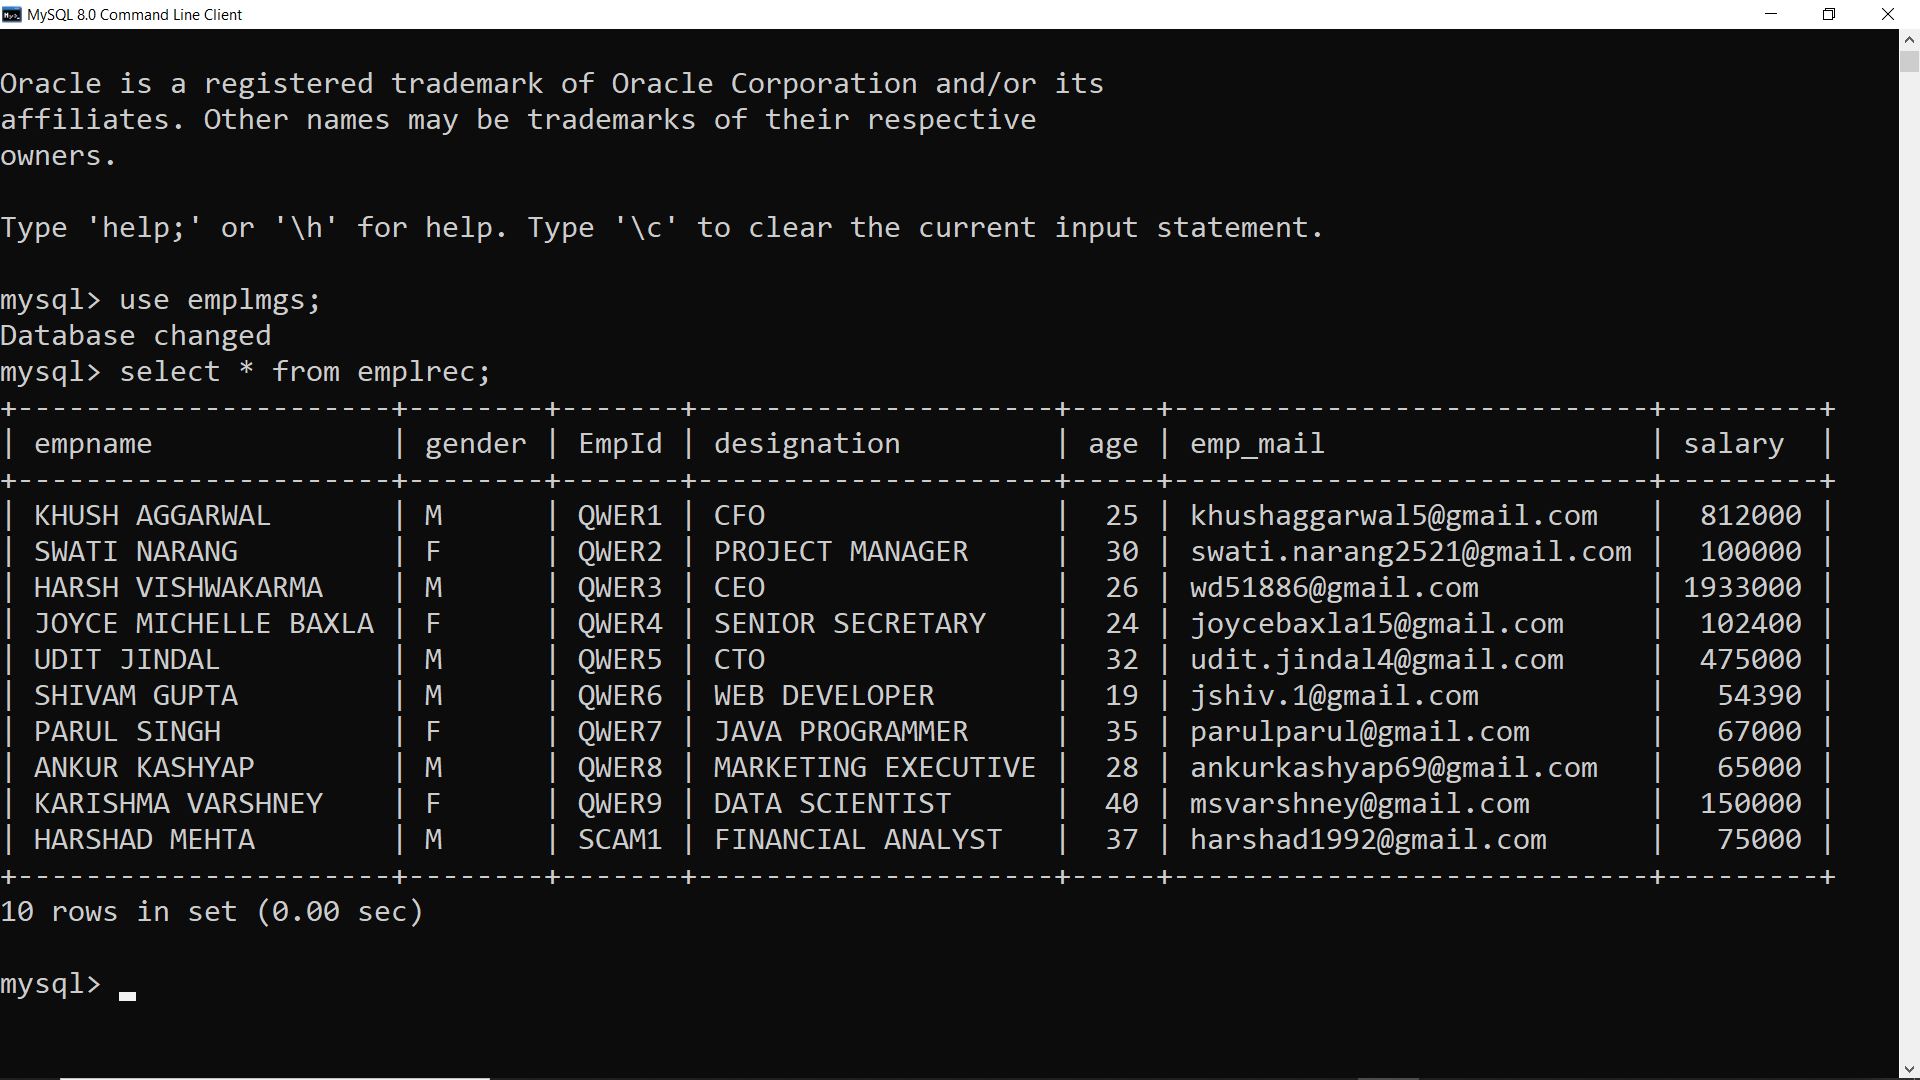 MySQL 8.0 Command Line Client
Oracle is a registered trademark of Oracle Corporation and/or its
affiliates. Other names may be trademarks of their respective
owners.
Type 'help;' or '\h' for help. Type '\c' to clear the current input statement.
mysql> use emplmgs;
Database changed
mysql> select * from emplrec;
+----------------------+--------+-------+---------------------+-----+----------------------------+---------+
| empname              | gender | EmpId | designation         | age | emp_mail                   | salary  |
+----------------------+--------+-------+---------------------+-----+----------------------------+---------+
| KHUSH AGGARWAL       | M      | QWER1 | CFO                 |  25 | khushaggarwal5@gmail.com   |  812000 |
| SWATI NARANG         | F      | QWER2 | PROJECT MANAGER     |  30 | swati.narang2521@gmail.com |  100000 |
| HARSH VISHWAKARMA    | M      | QWER3 | CEO                 |  26 | wd51886@gmail.com          | 1933000 |
| JOYCE MICHELLE BAXLA | F      | QWER4 | SENIOR SECRETARY    |  24 | joycebaxla15@gmail.com     |  102400 |
| UDIT JINDAL          | M      | QWER5 | CTO                 |  32 | udit.jindal4@gmail.com     |  475000 |
| SHIVAM GUPTA         | M      | QWER6 | WEB DEVELOPER       |  19 | jshiv.1@gmail.com          |   54390 |
| PARUL SINGH          | F      | QWER7 | JAVA PROGRAMMER     |  35 | parulparul@gmail.com       |   67000 |
| ANKUR KASHYAP        | M      | QWER8 | MARKETING EXECUTIVE |  28 | ankurkashyap69@gmail.com   |   65000 |
| KARISHMA VARSHNEY    | F      | QWER9 | DATA SCIENTIST      |  40 | msvarshney@gmail.com       |  150000 |
| HARSHAD MEHTA        | M      | SCAM1 | FINANCIAL ANALYST   |  37 | harshad1992@gmail.com      |   75000 |
+----------------------+--------+-------+---------------------+-----+----------------------------+---------+
10 rows in set (0.00 sec)
mysql>